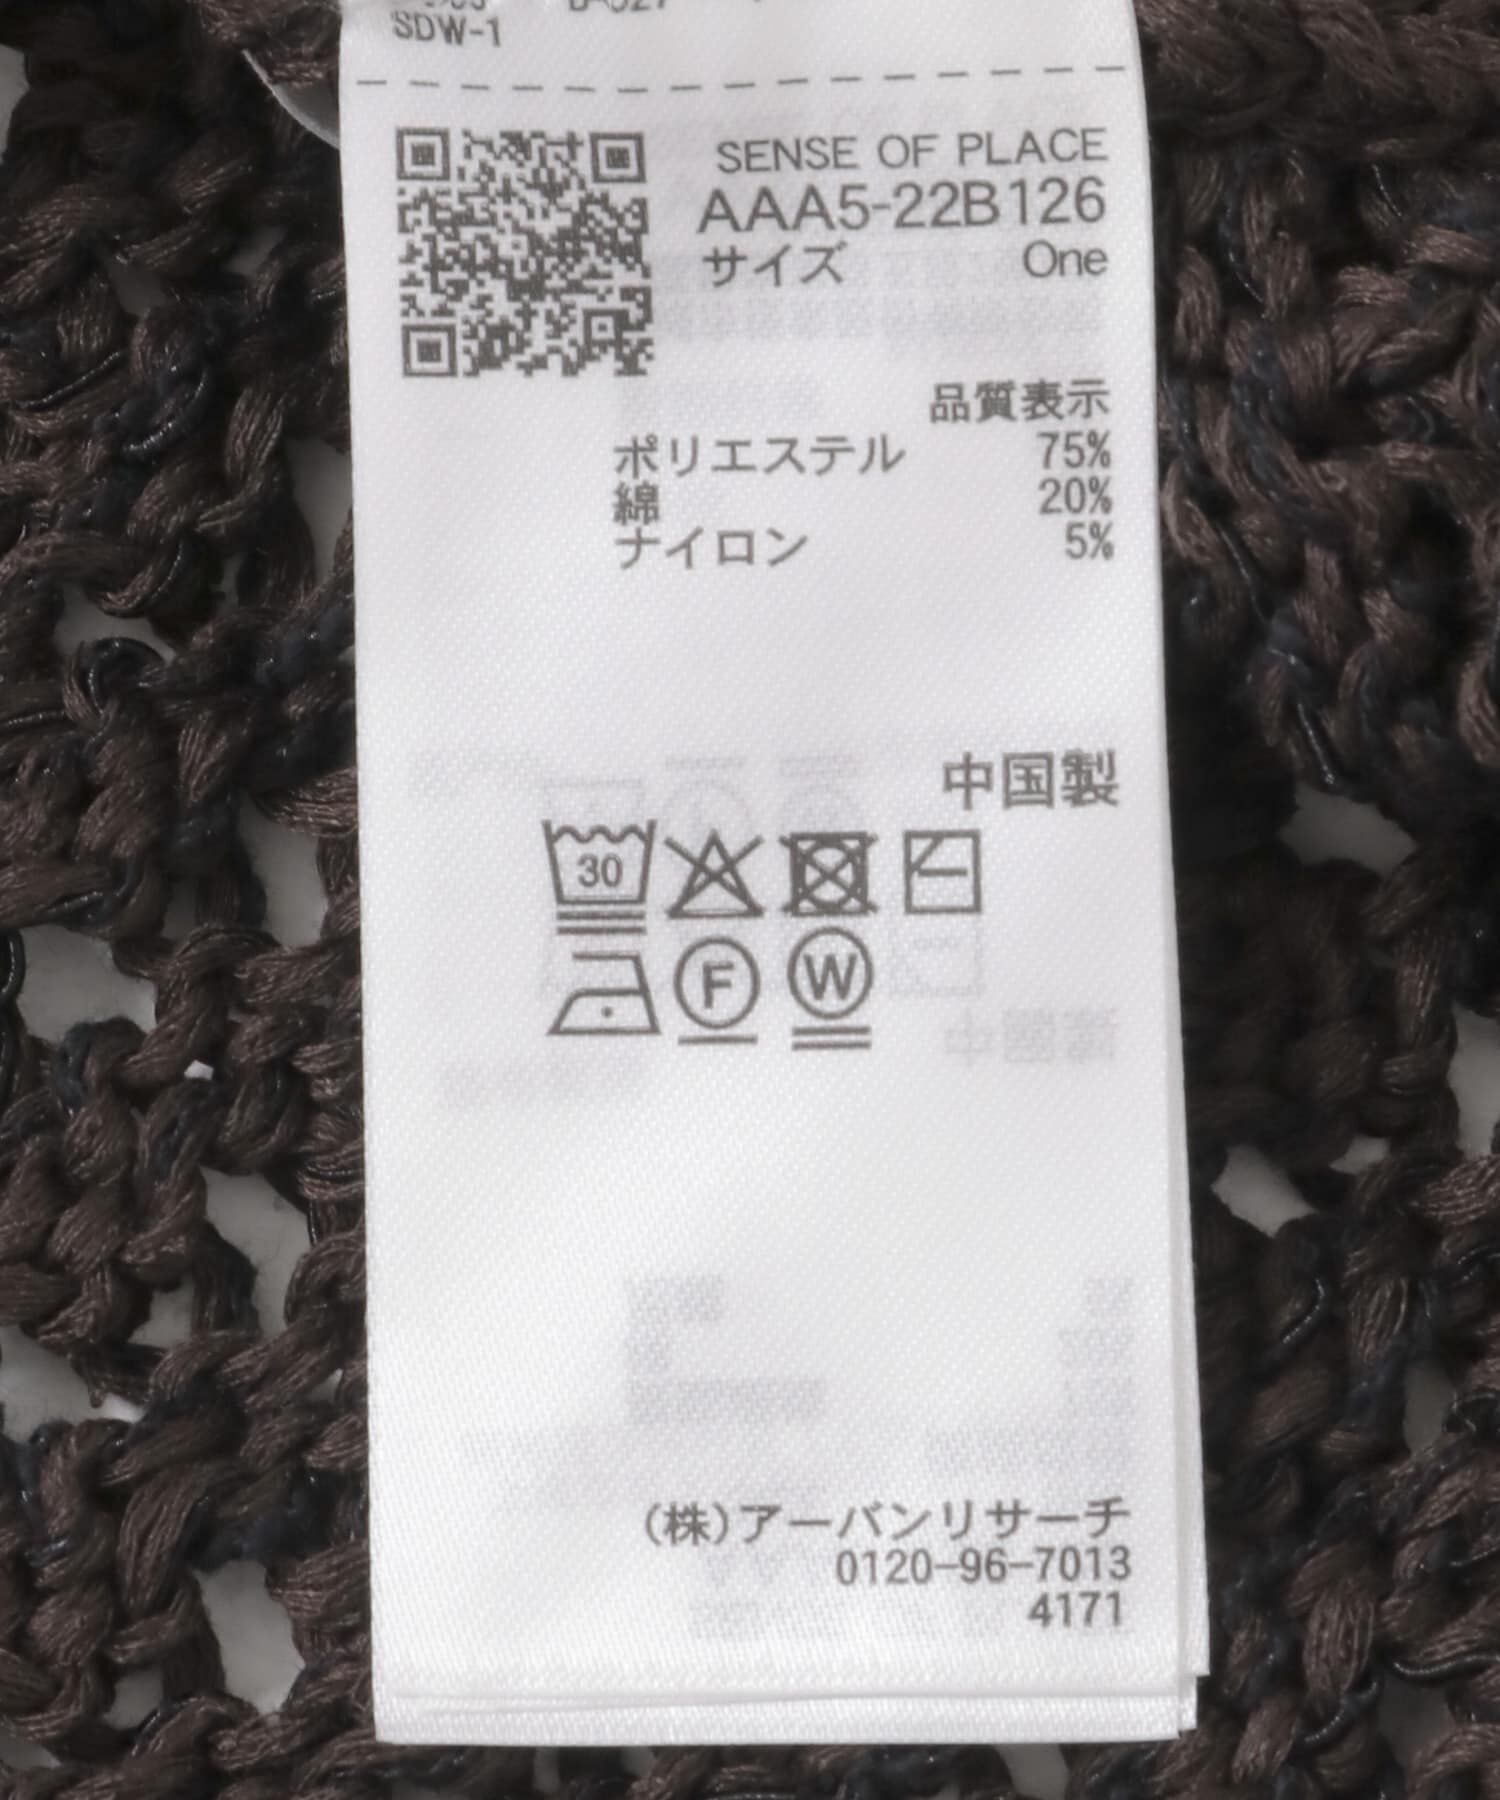 SDW-1
SENSE OF PLACE
AAA5-22B126
サイズ One
品質表示
ポリエステル 75%
綿 20%
ナイロン 5%
中国製
30
F W
(株)アーバンリサーチ
0120-96-7013
4171